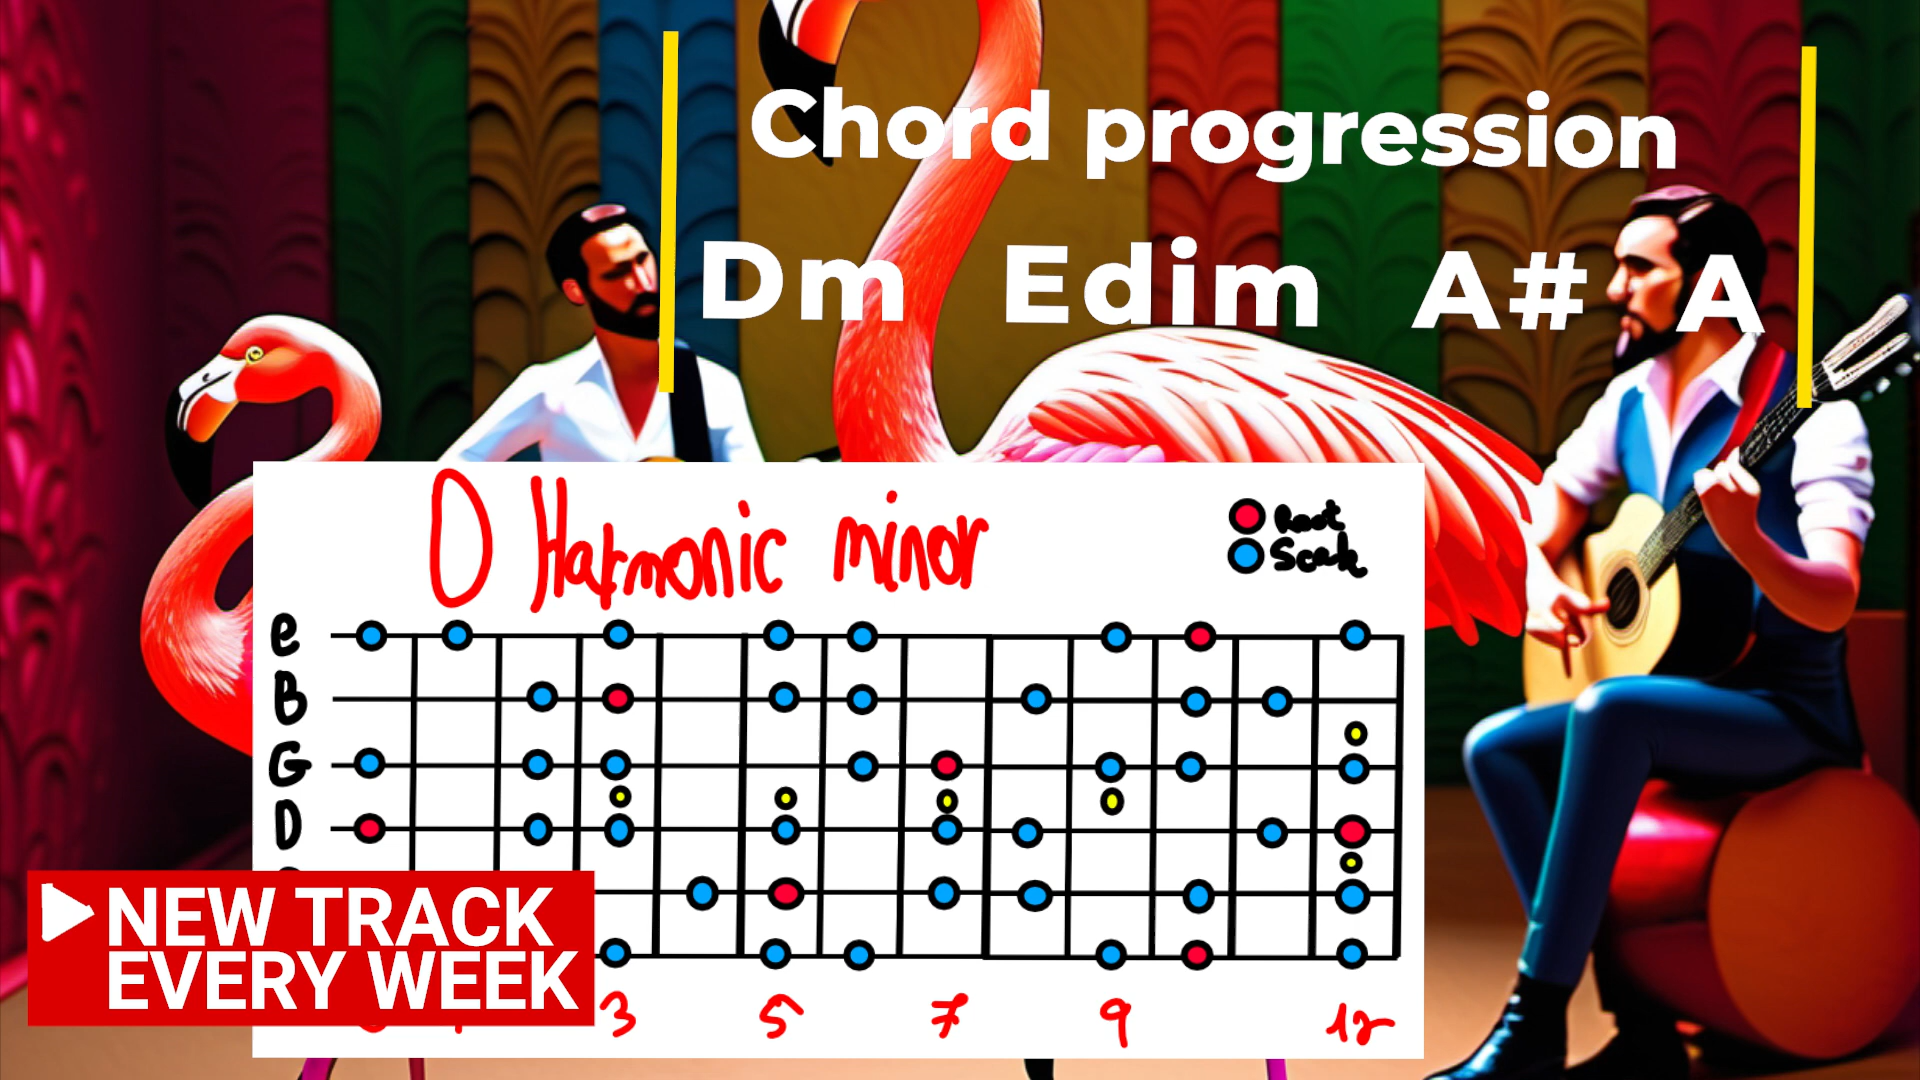 Chord progression
Dm Edim A# A
D Harmonic minor
Root
Scale
e
B
G
D
NEW TRACK
EVERY WEEK
3 5 7 9 12